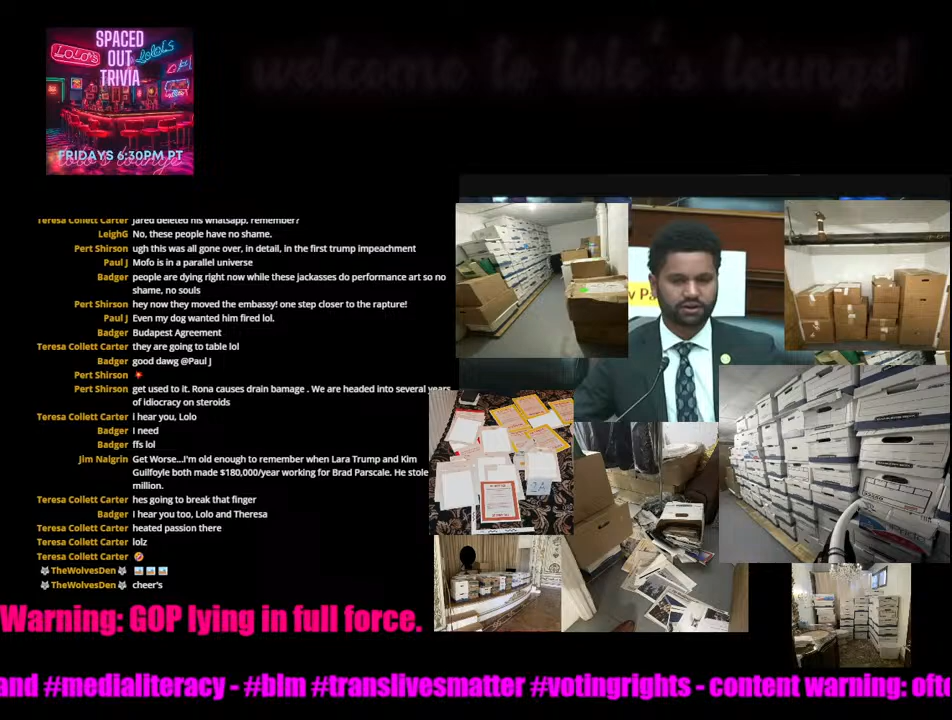 SPACED
LOLO'S OUT LOLO'S
TRIVIA
FRIDAYS 6:30PM PT
lolo's lounge
welcome to lolo's lounge!
Teresa Collett Carter jared deleted his whatsapp, remember?
LeighG No, these people have no shame.
Pert Shirson ugh this was all gone over, in detail, in the first trump impeachment
Paul J Mofo is in a parallel universe
Badger people are dying right now while these jackasses do performance art so no
shame, no souls
Pert Shirson hey now they moved the embassy! one step closer to the rapture!
Paul J Even my dog wanted him fired lol.
Badger Budapest Agreement
Teresa Collett Carter they are going to table lol
Badger good dawg @Paul J
Pert Shirson 💥
Pert Shirson get used to it. Rona causes drain bamage . We are headed into several years
of idiocracy on steroids
Teresa Collett Carter i hear you, Lolo
Badger I need
Badger ffs lol
Jim Nalgrin Get Worse...I'm old enough to remember when Lara Trump and Kim
Guilfoyle both made $180,000/year working for Brad Parscale. He stole
million.
Teresa Collett Carter hes going to break that finger
Badger I hear you too, Lolo and Theresa
Teresa Collett Carter heated passion there
Teresa Collett Carter lolz
Teresa Collett Carter 🤣
🐺TheWolvesDen🐺
🐺TheWolvesDen🐺 cheer's
v Pa
2A
Warning: GOP lying in full force.
and #medialiteracy - #blm #translivesmatter #votingrights - content warning: ofte